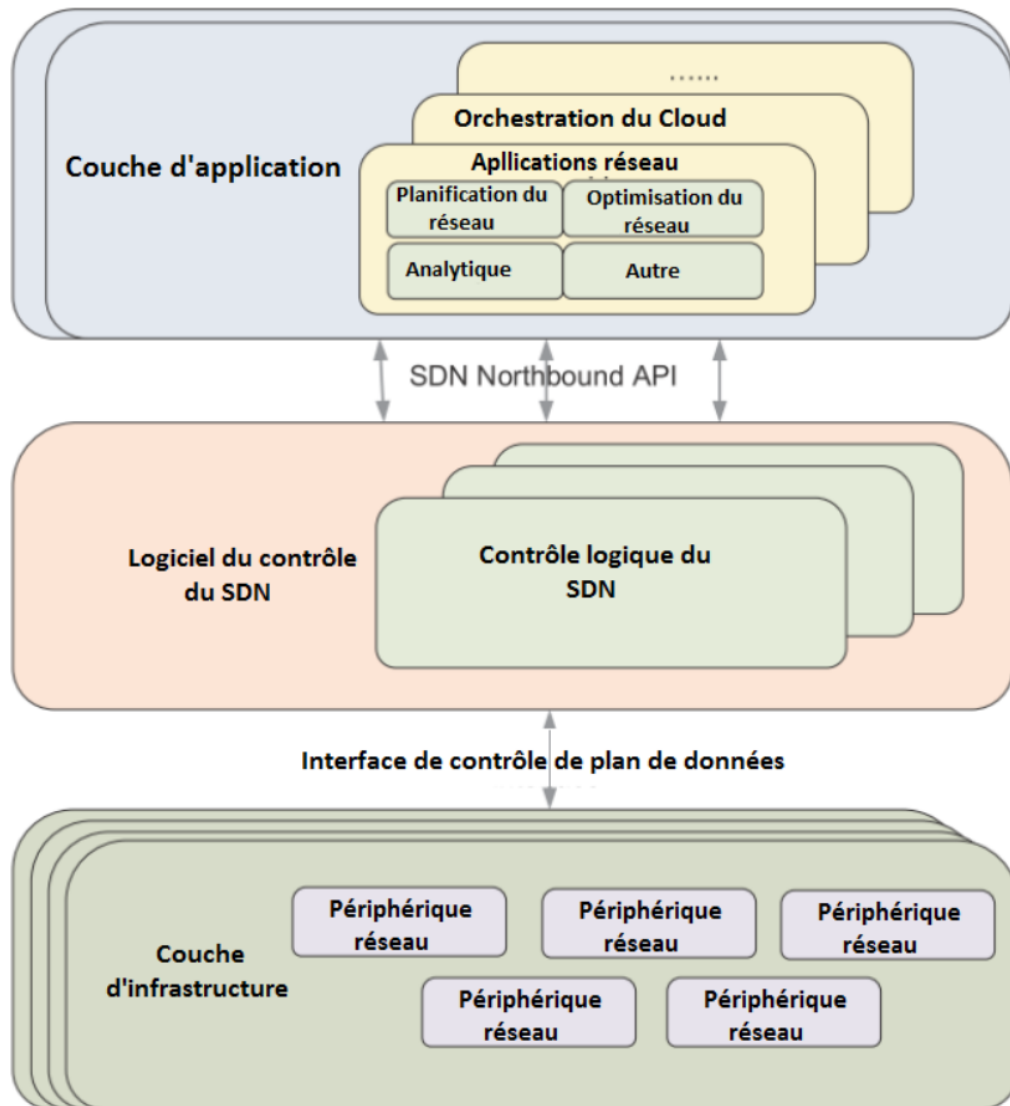 ......
Orchestration du Cloud
Apllications réseau
Couche d'application
Planification du
réseau
Optimisation du
réseau
Analytique
Autre
SDN Northbound API
Logiciel du contrôle
du SDN
Contrôle logique du
SDN
Interface de contrôle de plan de données
Périphérique
réseau
Périphérique
réseau
Périphérique
réseau
Couche
d'infrastructure
Périphérique
réseau
Périphérique
réseau